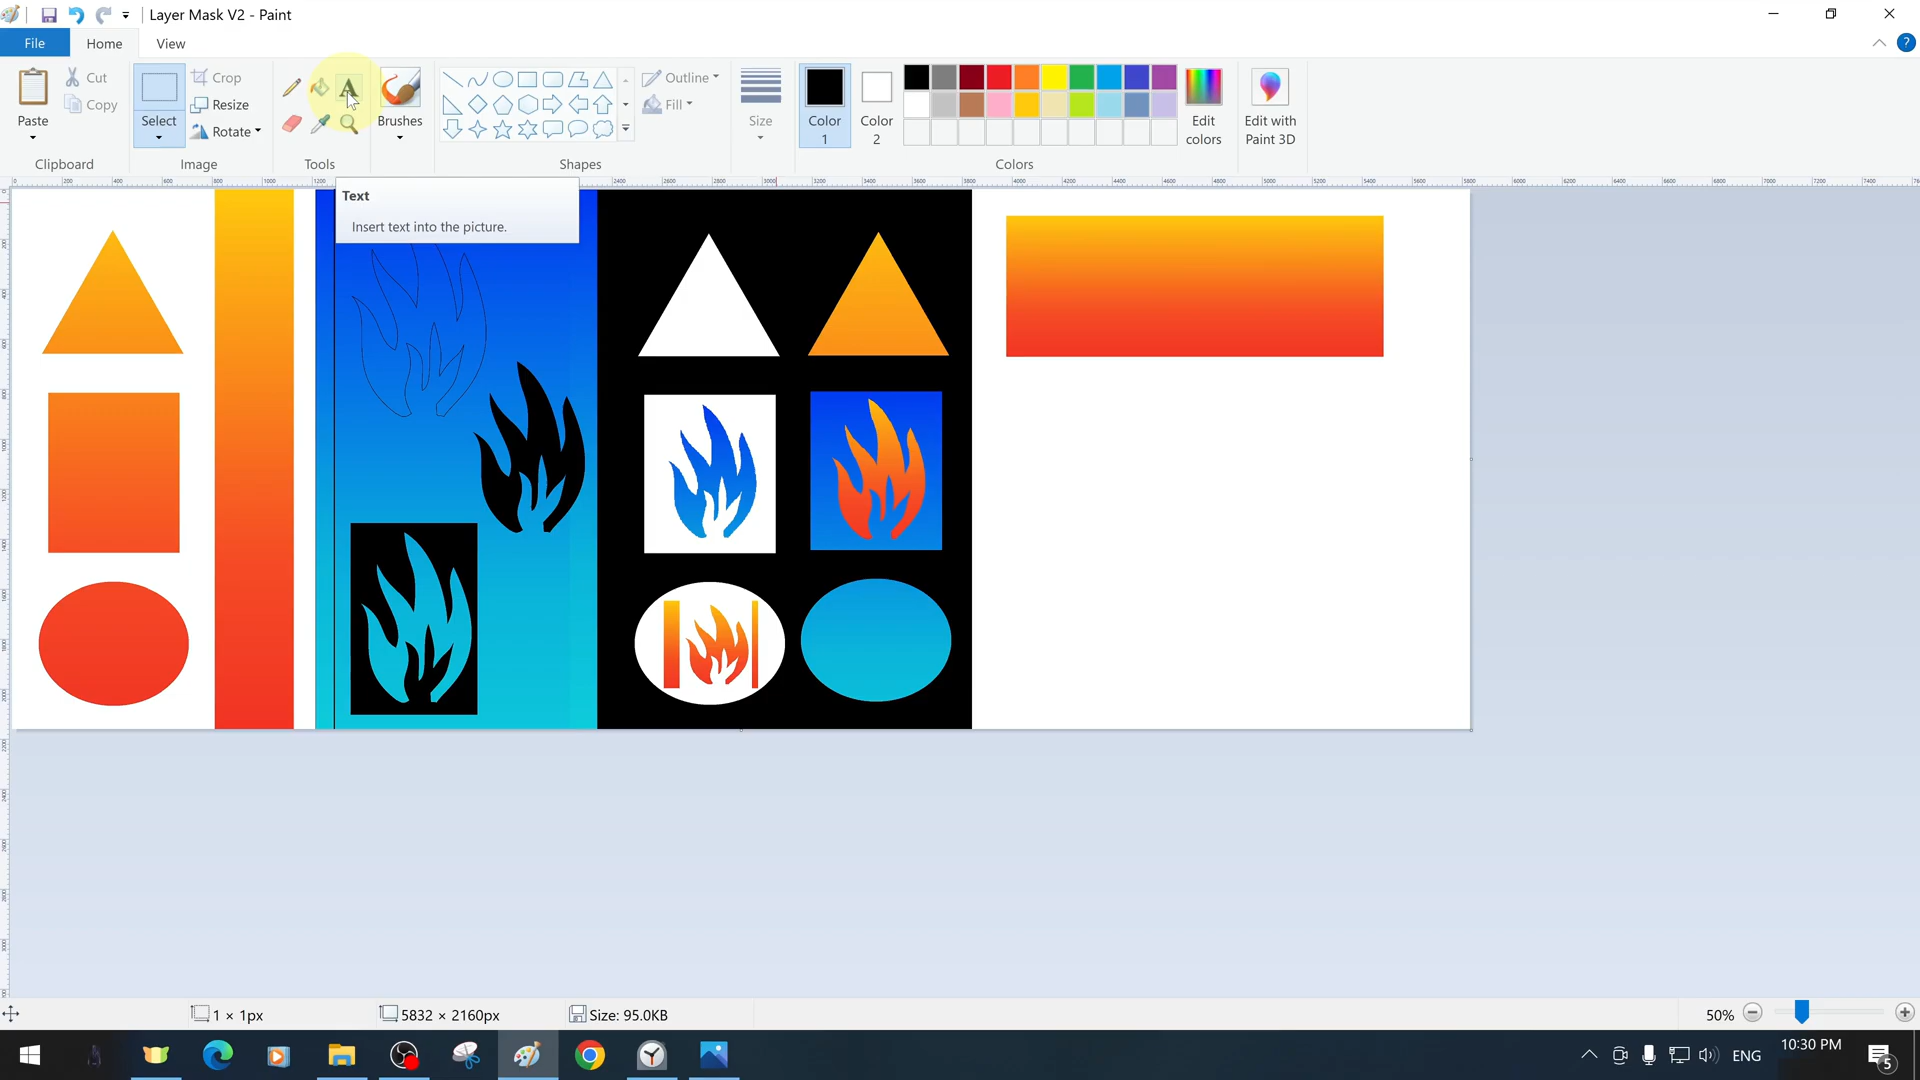 Layer Mask V2 - Paint
File Home View
Cut
Copy
Paste
Clipboard
Select
Crop
Resize
Rotate
Image
A
Tools
Brushes
Shapes
Outline
Fill
Size
Color 1
Color 2
Edit colors
Colors
Edit with Paint 3D
Text
Insert text into the picture.
1 × 1px
5832 × 2160px
Size: 95.0KB
50%
ENG
10:30 PM
5